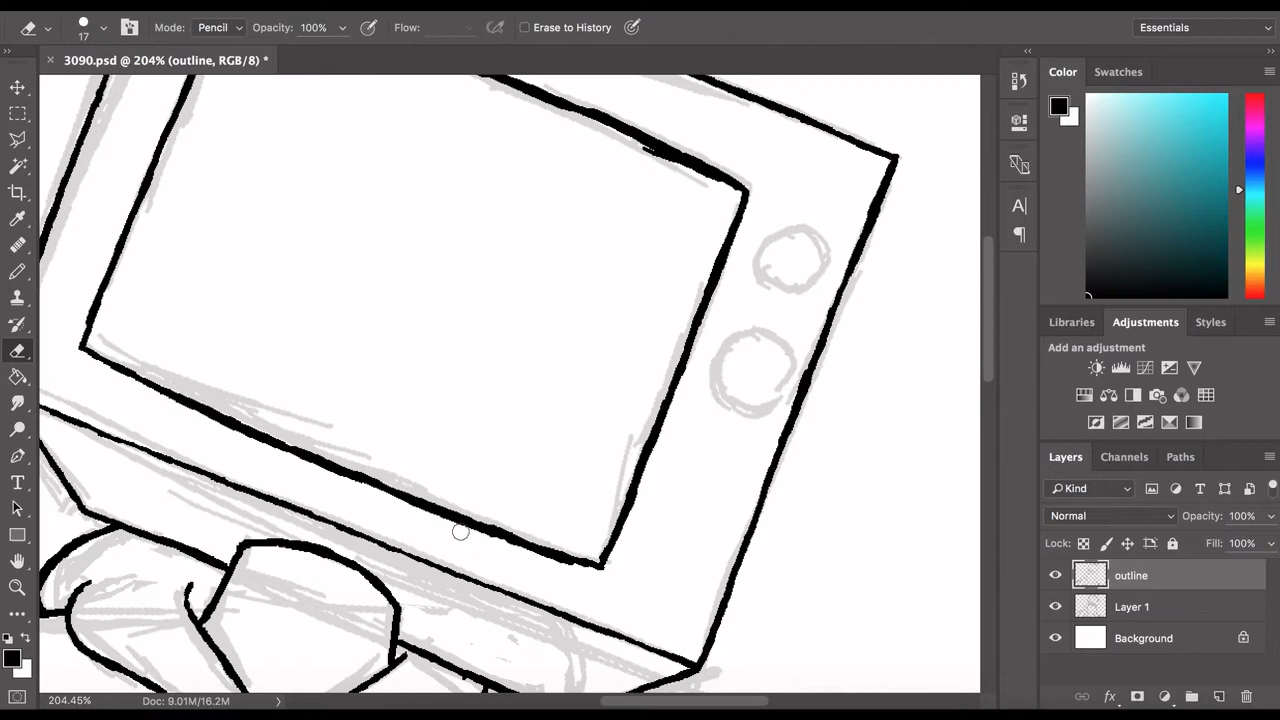 17
Mode: Pencil
Opacity: 100%
Flow:
Erase to History
Essentials
3090.psd @ 204% (outline, RGB/8) *
Color
Swatches
Libraries
Adjustments
Styles
Add an adjustment
Layers
Channels
Paths
Kind
Normal
Opacity: 100%
Lock:
Fill: 100%
outline
Layer 1
Background
204.45%
Doc: 9.01M/16.2M